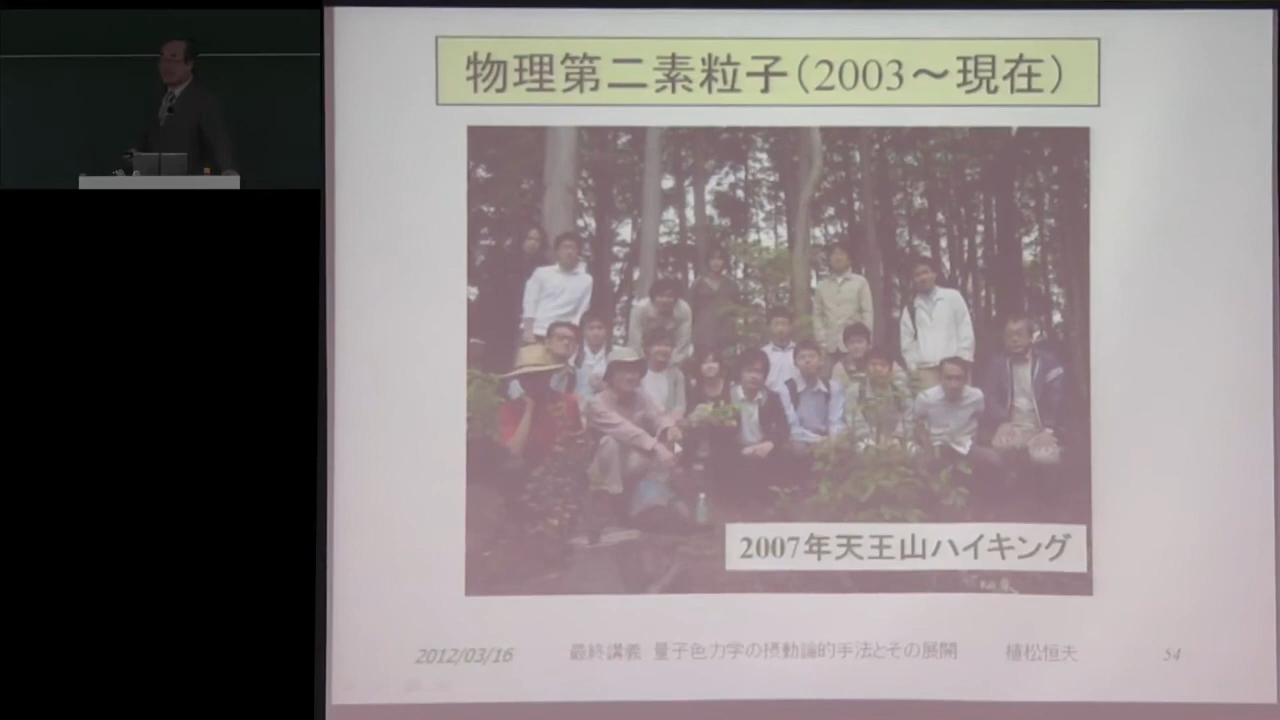 物理第二素粒子(2003～現在)
2007年天王山ハイキング
2012/03/16 最終講義 量子色力学の摂動論的手法とその展開 植松恒夫 54